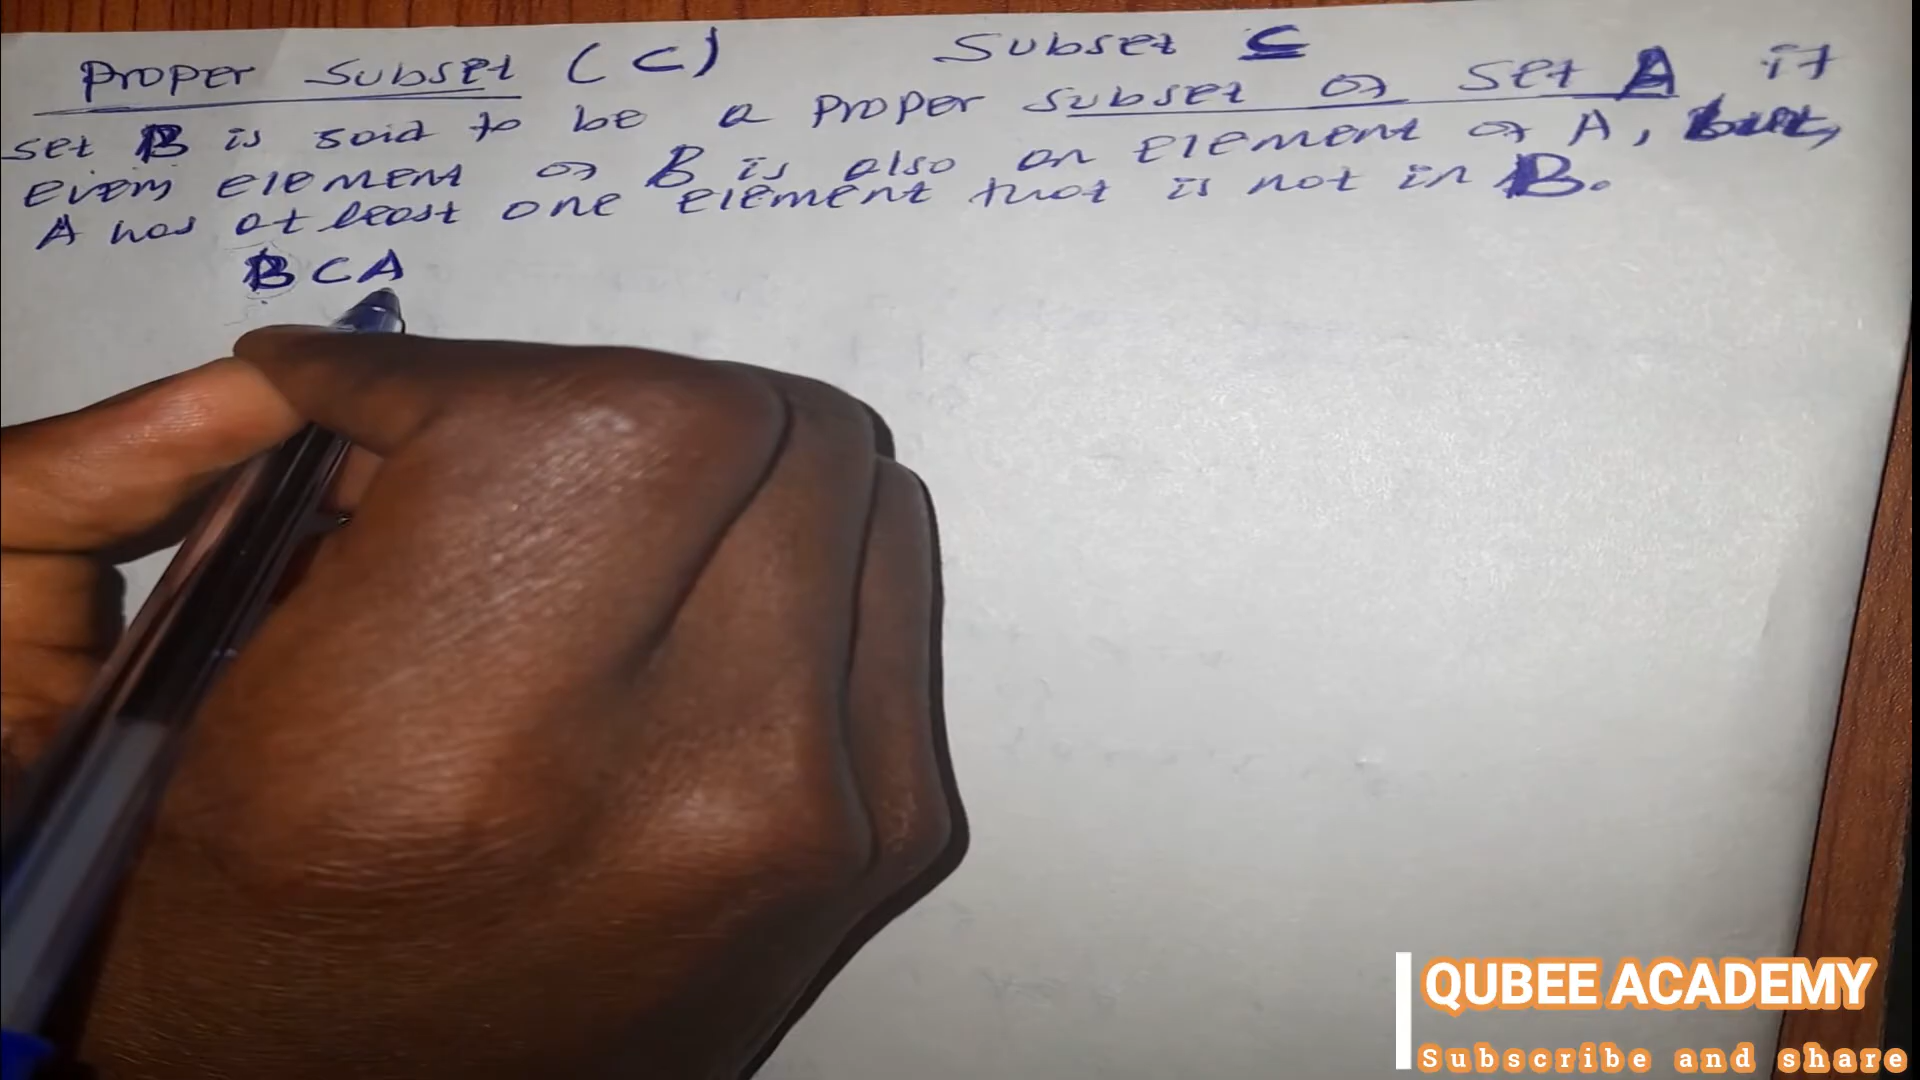 Proper Subset (⊂) Subset ⊆
Set B is said to be a proper subset of set A if
every element of B is also an element of A, but,
A has at least one element that is not in B.
B ⊂ A
QUBEE ACADEMY
Subscribe and share